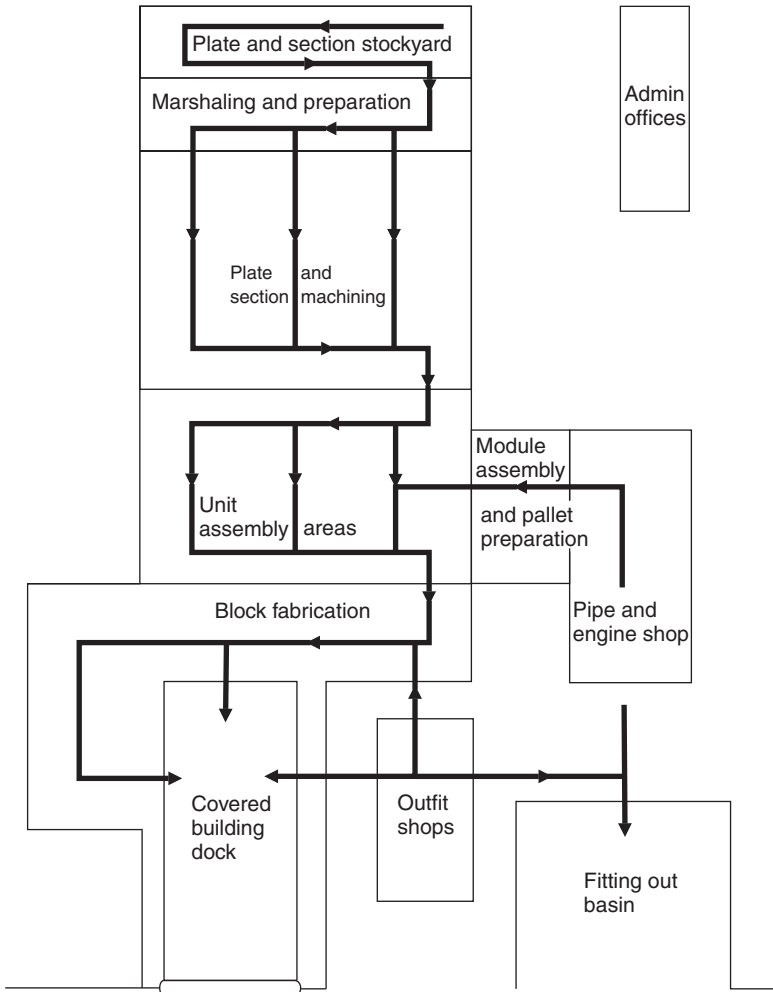 Plate and section stockyard
Admin
offices
Marshaling and preparation
Plate and
section machining
Module
assembly
and pallet
preparation
Unit
assembly areas
Pipe and
engine shop
Block fabrication
Covered
building
dock
Outfit
shops
Fitting out
basin